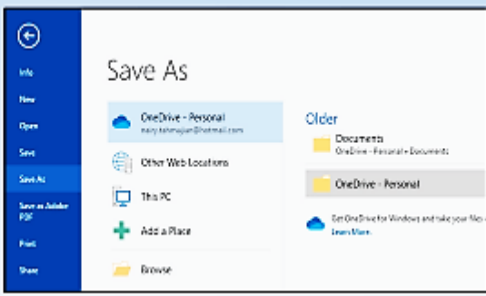 Info
New
Open
Save
Save As
Save as Adobe
PDF
Print
Share
Save As
OneDrive - Personal
Other Web Locations
This PC
Add a Place
Browse
Older
Documents
OneDrive - Personal » Documents
OneDrive - Personal
Get OneDrive for Windows and take your files
Learn More.